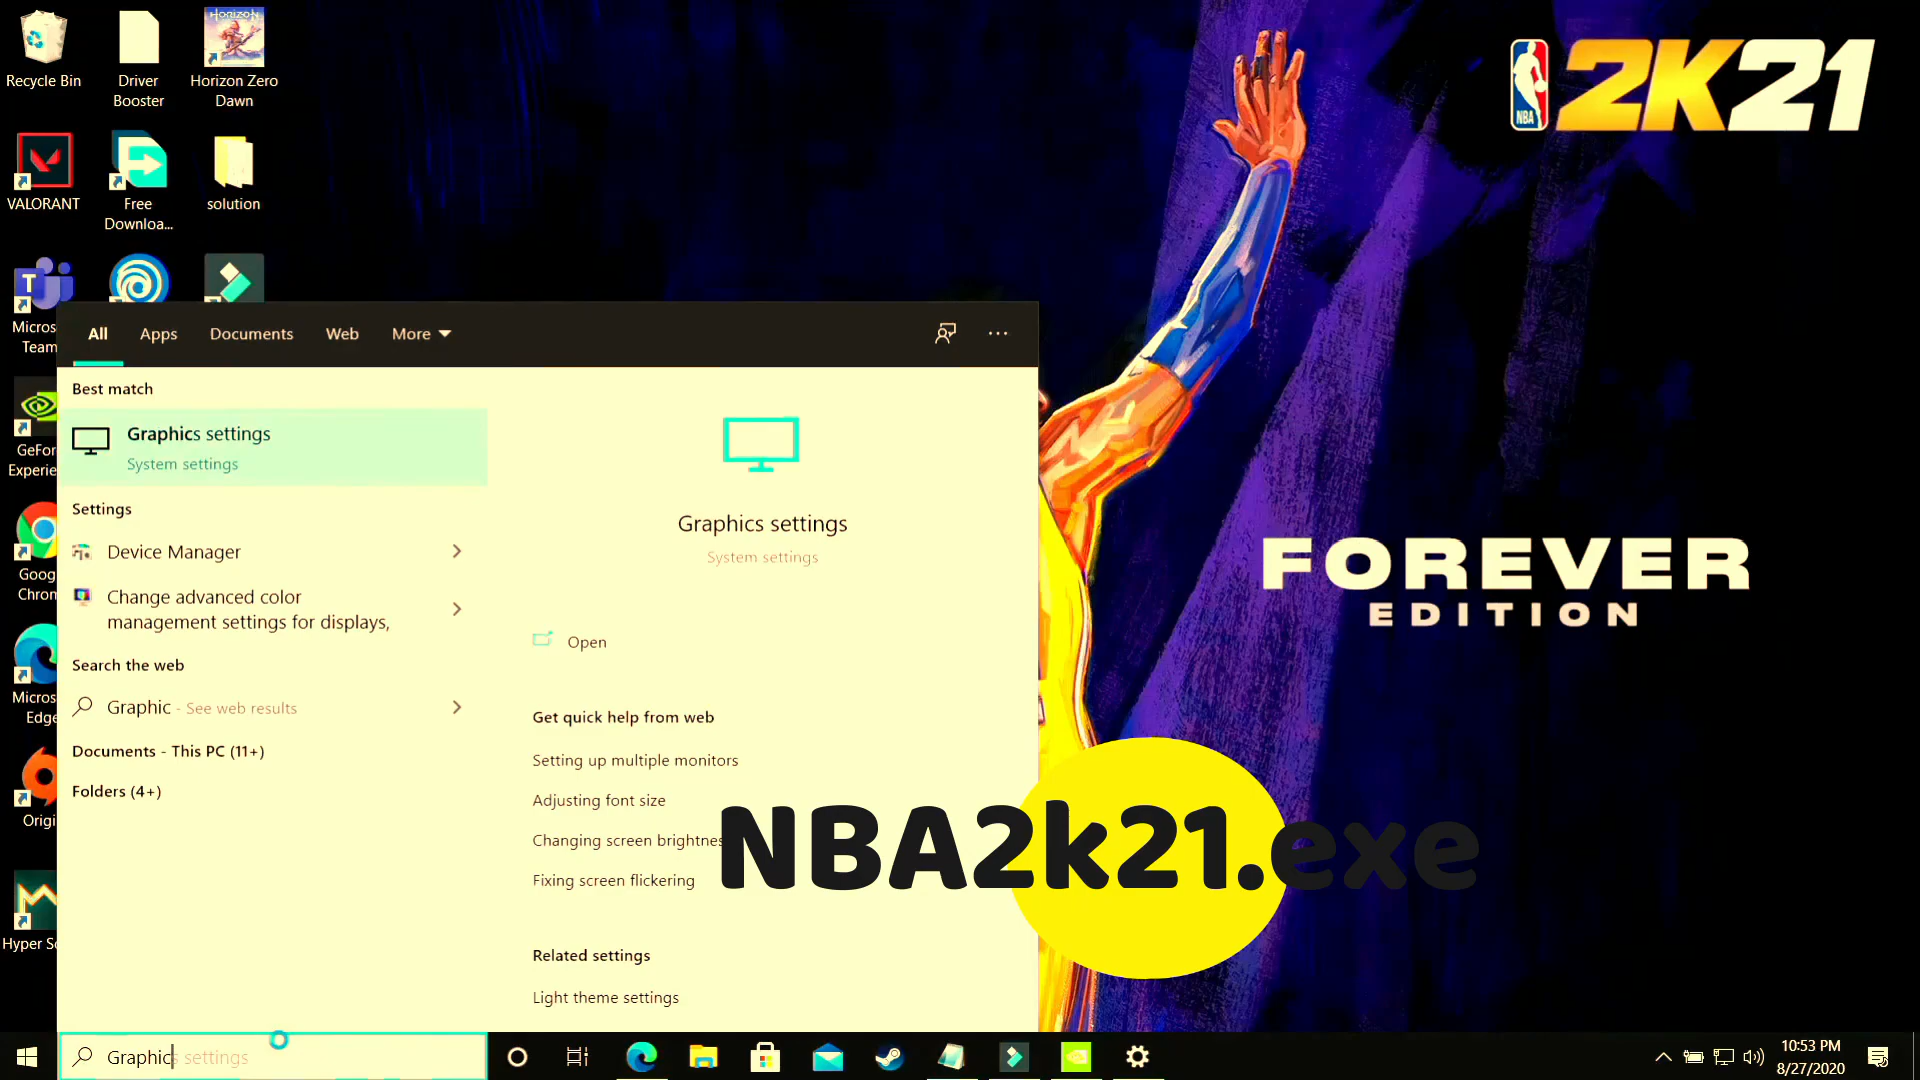 Recycle Bin
Driver
Booster
Horizon Zero
Dawn
HORIZON
VALORANT
Free
Downloa...
solution
T
Micros
Team
GeFor
Experie
Goog
Chrom
Micros
Edge
Origi
Hyper Sc
NBA
2K21
FOREVER
EDITION
All
Apps
Documents
Web
More
...
Best match
Graphics settings
System settings
Settings
Device Manager
Change advanced color
management settings for displays,
Search the web
Graphic - See web results
Documents - This PC (11+)
Folders (4+)
Graphics settings
System settings
Open
Get quick help from web
Setting up multiple monitors
Adjusting font size
Changing screen brightnes
Fixing screen flickering
Related settings
Light theme settings
NBA2k21.exe
Graphics settings
10:53 PM
8/27/2020